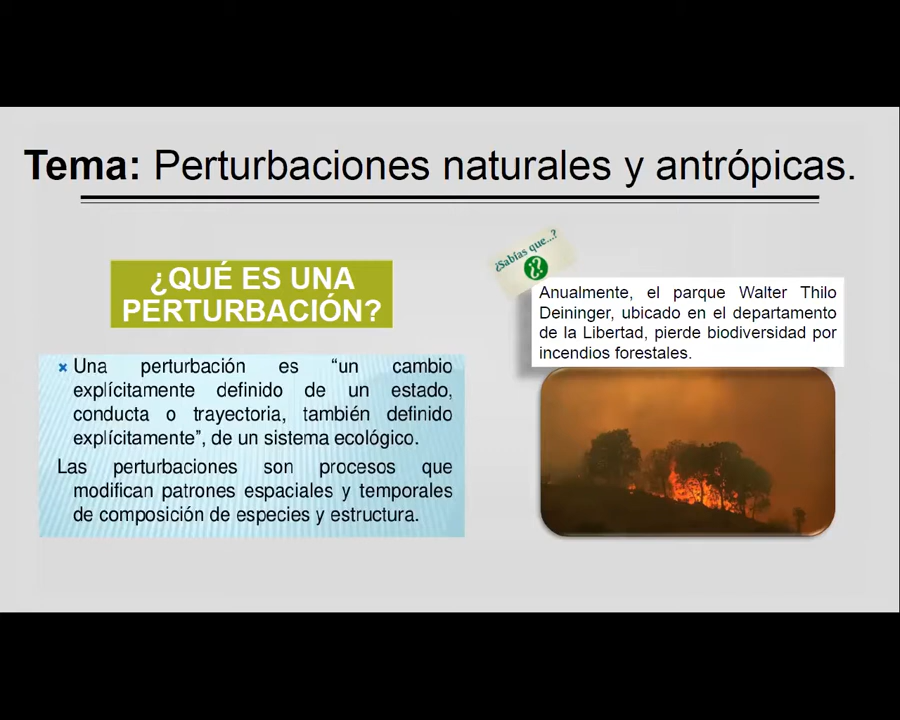 Tema: Perturbaciones naturales y antrópicas.
¿QUÉ ES UNA
PERTURBACIÓN?
Una perturbación es “un cambio
explícitamente definido de un estado,
conducta o trayectoria, también definido
explícitamente”, de un sistema ecológico.
Las perturbaciones son procesos que
modifican patrones espaciales y temporales
de composición de especies y estructura.
¿Sabías que...?
¿?
Anualmente, el parque Walter Thilo
Deininger, ubicado en el departamento
de la Libertad, pierde biodiversidad por
incendios forestales.